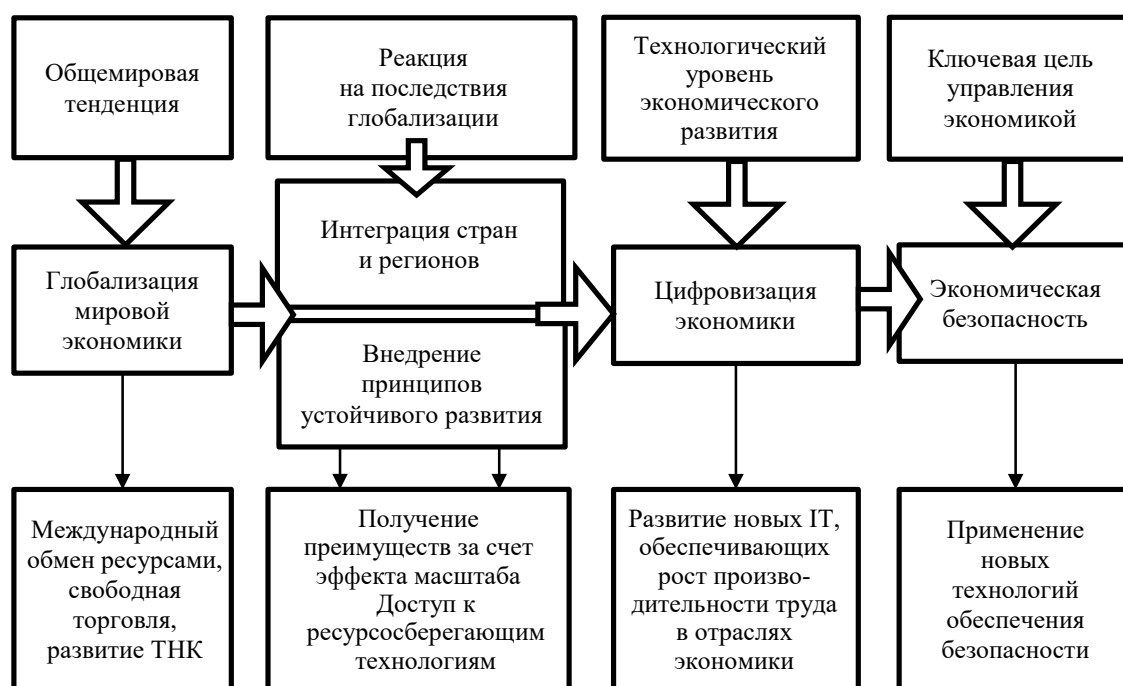 Общемировая
тенденция
Реакция
на последствия
глобализации
Технологический
уровень
экономического
развития
Ключевая цель
управления
экономикой
Глобализация
мировой
экономики
Интеграция стран
и регионов
Внедрение
принципов
устойчивого развития
Цифровизация
экономики
Экономическая
безопасность
Международный
обмен ресурсами,
свободная
торговля,
развитие ТНК
Получение
преимуществ за счет
эффекта масштаба
Доступ к
ресурсосберегающим
технологиям
Развитие новых IT,
обеспечивающих
рост произво-
дительности труда
в отраслях
экономики
Применение
новых
технологий
обеспечения
безопасности